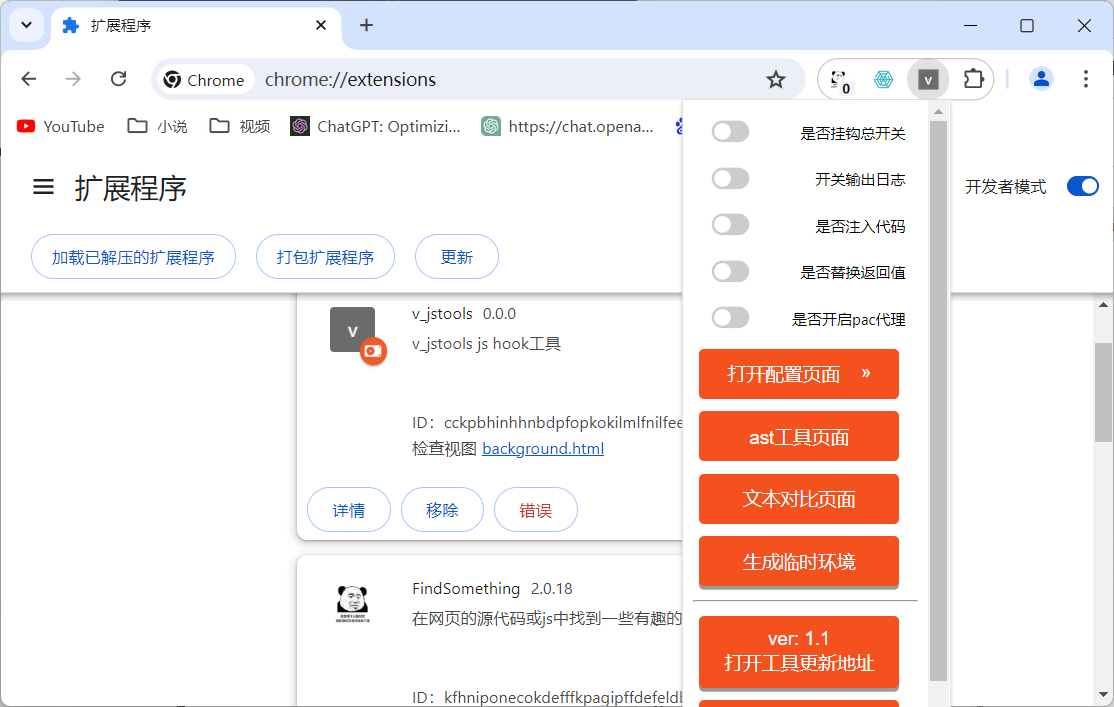 扩展程序
Chrome
chrome://extensions
0
v
YouTube
小说
视频
ChatGPT: Optimizi...
https://chat.opena...
扩展程序
开发者模式
加载已解压的扩展程序
打包扩展程序
更新
v
v_jstools 0.0.0
v_jstools js hook工具
ID：cckpbhinhhnbdpfopkokilmlfnilfee
检查视图 background.html
详情
移除
错误
FindSomething 2.0.18
在网页的源代码或js中找到一些有趣的
ID：kfhniponecokdefffkpagipffdefeldb
是否挂钩总开关
开关输出日志
是否注入代码
是否替换返回值
是否开启pac代理
打开配置页面 »
ast工具页面
文本对比页面
生成临时环境
ver: 1.1
打开工具更新地址